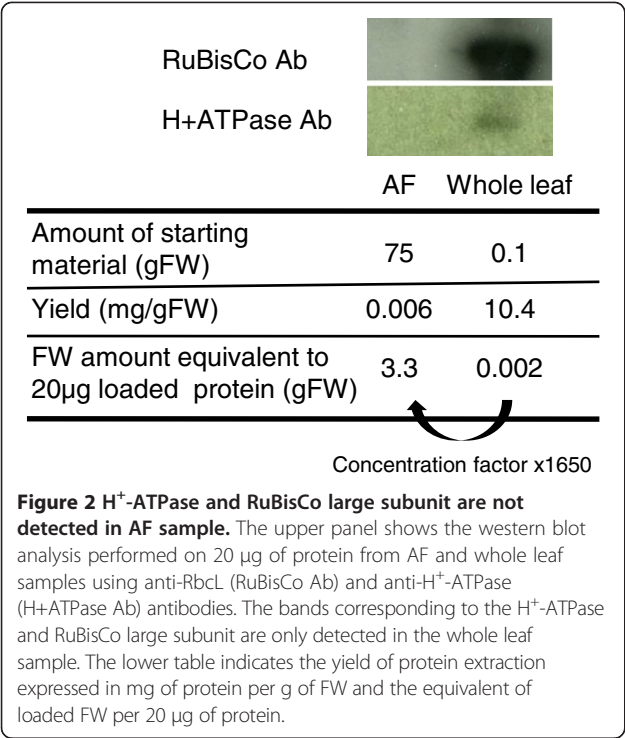 RuBisCo Ab
H+ATPase Ab
AF Whole leaf
Amount of starting
material (gFW) 75 0.1
Yield (mg/gFW) 0.006 10.4
FW amount equivalent to
20µg loaded protein (gFW) 3.3 0.002
Concentration factor x1650
Figure 2 H⁺-ATPase and RuBisCo large subunit are not
detected in AF sample. The upper panel shows the western blot
analysis performed on 20 µg of protein from AF and whole leaf
samples using anti-RbcL (RuBisCo Ab) and anti-H⁺-ATPase
(H+ATPase Ab) antibodies. The bands corresponding to the H⁺-ATPase
and RuBisCo large subunit are only detected in the whole leaf
sample. The lower table indicates the yield of protein extraction
expressed in mg of protein per g of FW and the equivalent of
loaded FW per 20 µg of protein.